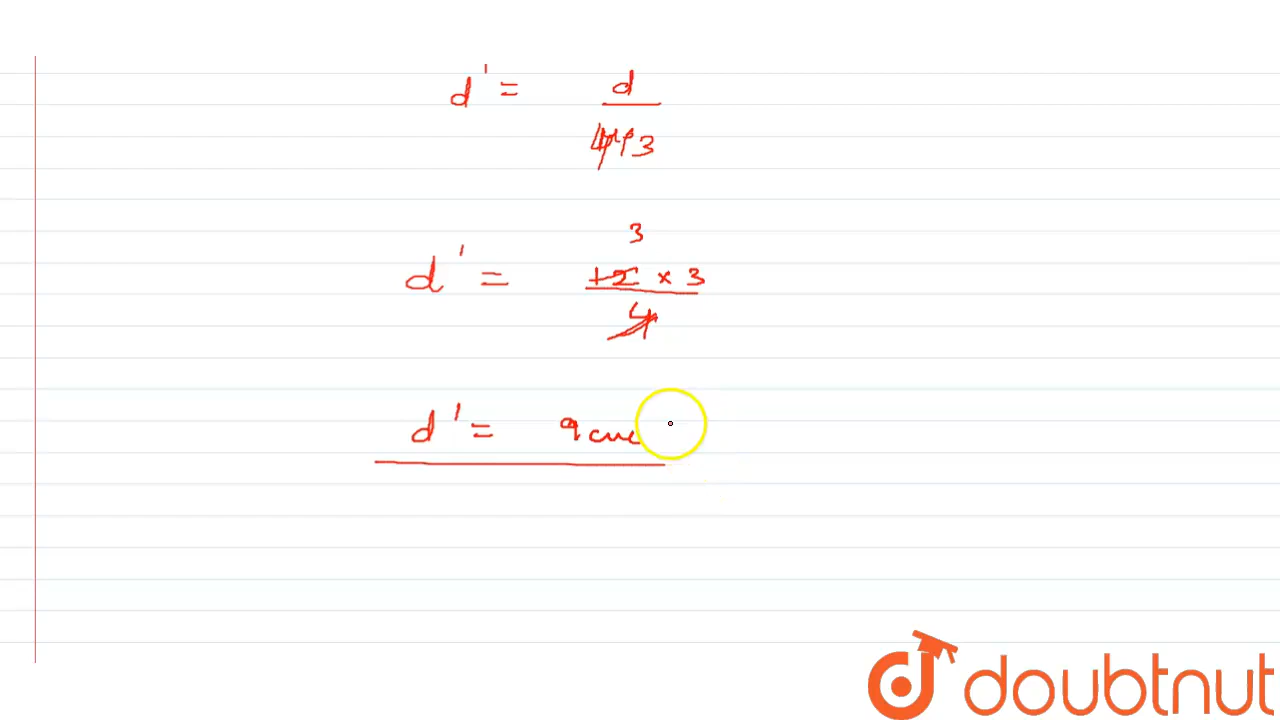 d' = d
4/3
3
d' = 12 × 3
4
d' = 9 cm
doubtnut